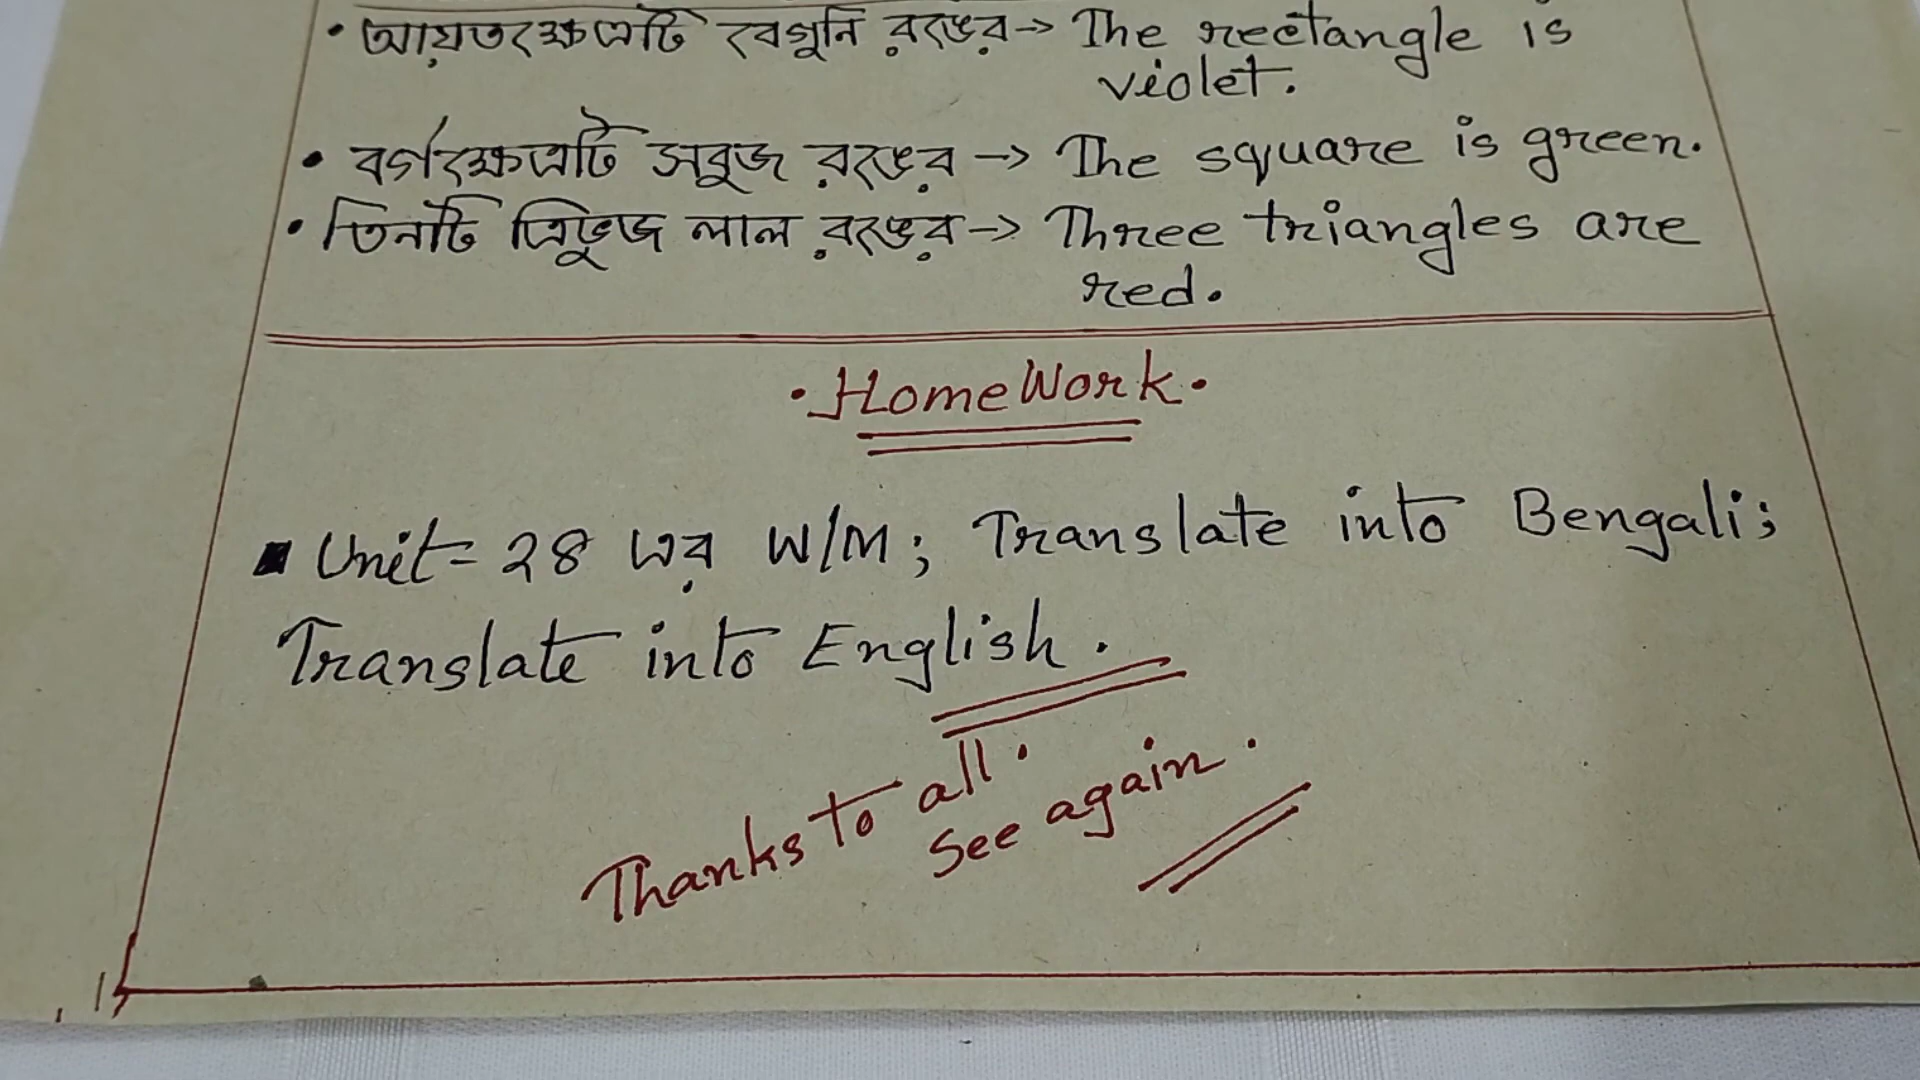 • আয়তক্ষেত্রটি বেগুনি রঙের → The rectangle is
violet.
• বর্গক্ষেত্রটি সবুজ রঙের → The square is green.
• তিনটি ত্রিভুজ লাল রঙের → Three triangles are
red.
• HomeWork •
▪ Unit = 28 এর W/M; Translate into Bengali;
Translate into English.
Thanks to all.
See again.